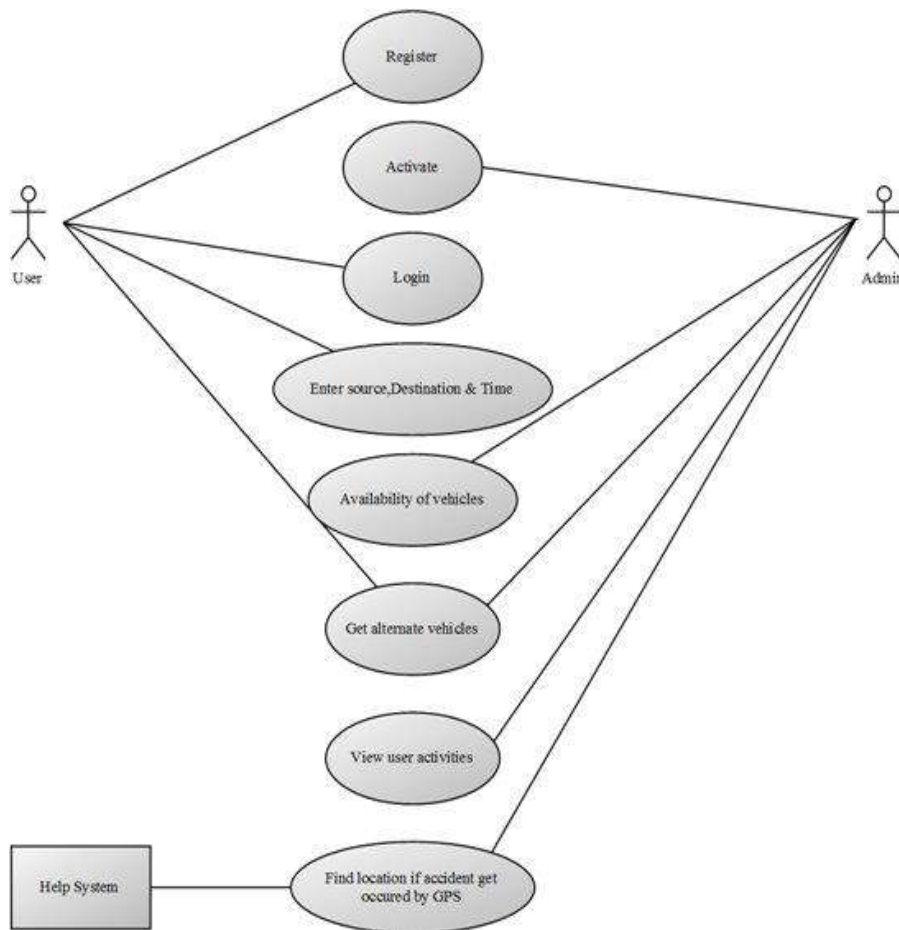 Register
Activate
User
Admin
Login
Enter source,Destination & Time
Availability of vehicles
Get alternate vehicles
View user activities
Help System
Find location if accident get
occured by GPS